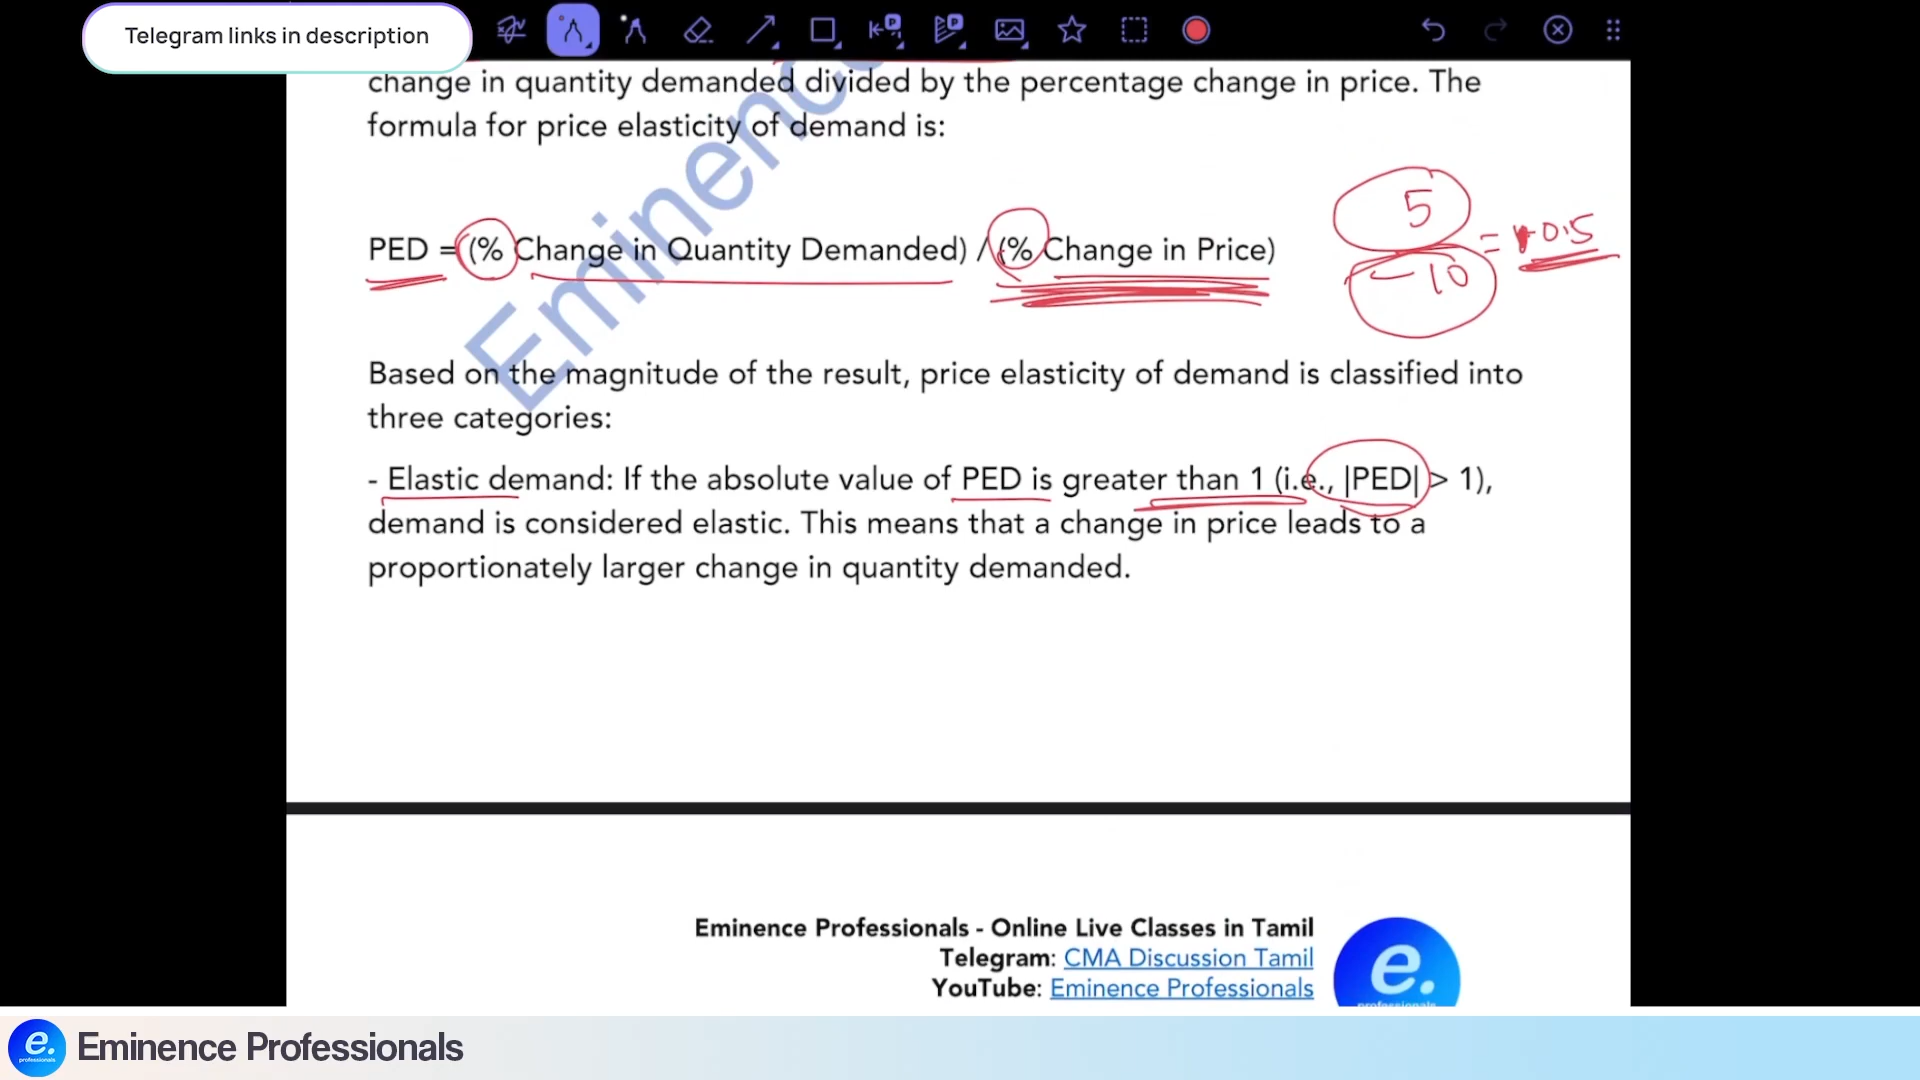 Telegram links in description
change in quantity demanded divided by the percentage change in price. The
formula for price elasticity of demand is:
PED = (% Change in Quantity Demanded) / (% Change in Price)
5
-10
=
0.5
Eminence
Based on the magnitude of the result, price elasticity of demand is classified into
three categories:
- Elastic demand: If the absolute value of PED is greater than 1 (i.e., |PED| > 1),
demand is considered elastic. This means that a change in price leads to a
proportionately larger change in quantity demanded.
Eminence Professionals - Online Live Classes in Tamil
Telegram: CMA Discussion Tamil
YouTube: Eminence Professionals
e.
professionals
e.
professionals
Eminence Professionals